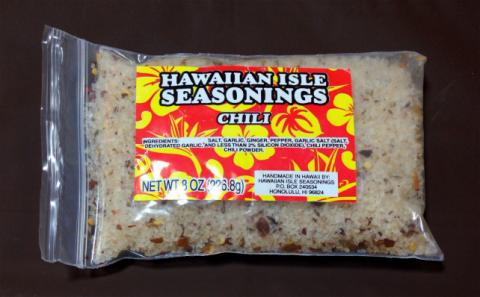 HAWAIIAN ISLE
SEASONINGS
CHILI
INGREDIENTS: SALT, GARLIC, GINGER, PEPPER, GARLIC SALT (SALT,
DEHYDRATED GARLIC, AND LESS THAN 2% SILICON DIOXIDE), CHILI PEPPER,
CHILI POWDER.
NET WT 8 OZ (226.8g)
HANDMADE IN HAWAII BY:
HAWAIIAN ISLE SEASONINGS
P.O. BOX 240534
HONOLULU, HI 96824